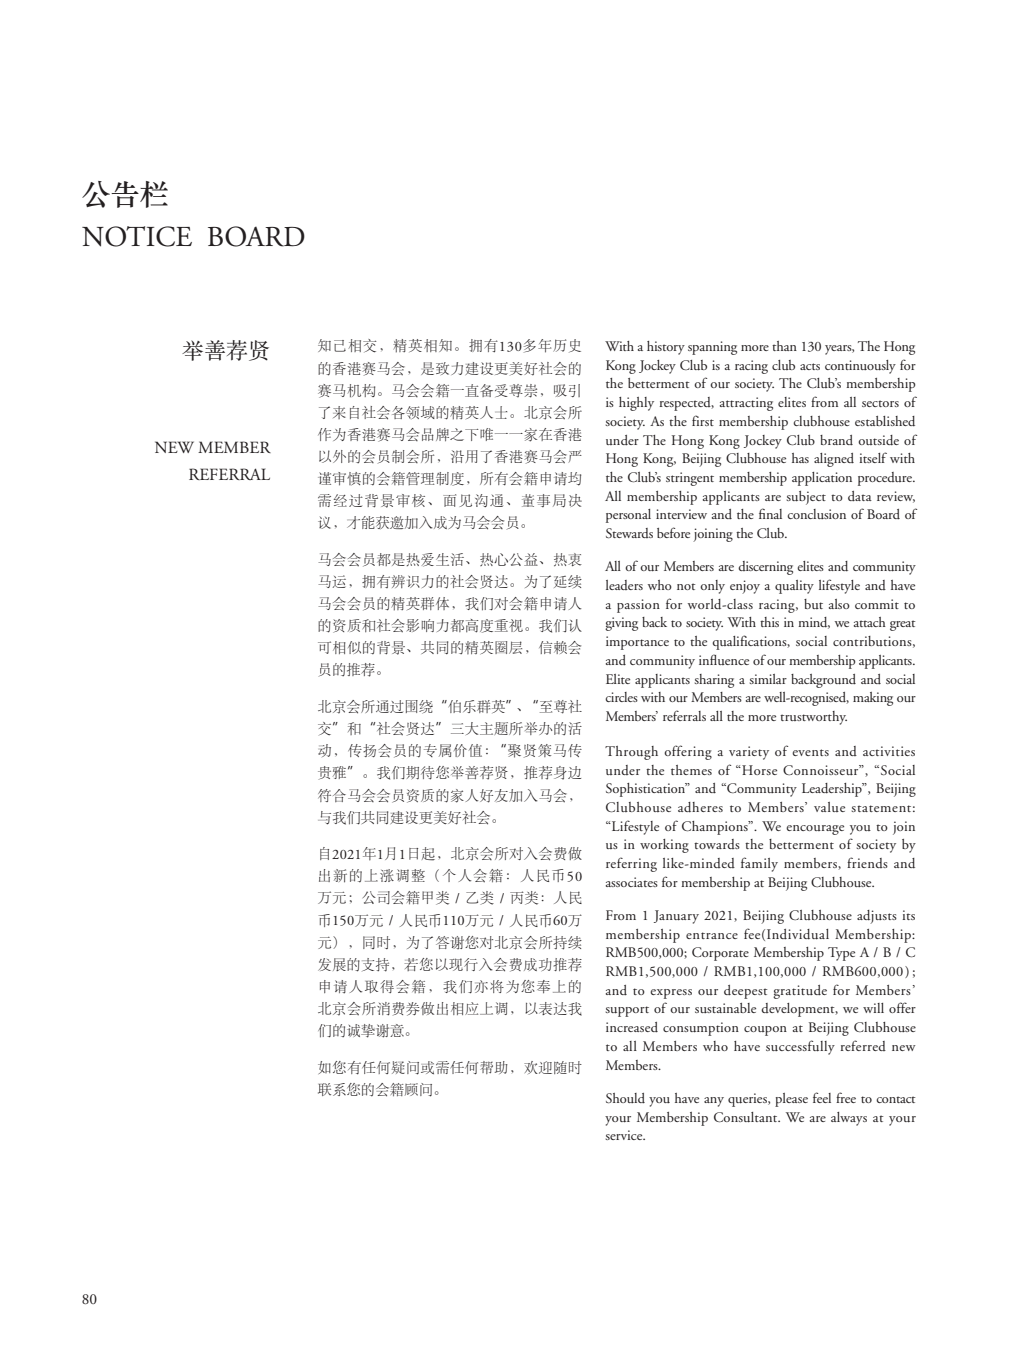 公告栏
NOTICE BOARD
举善荐贤
NEW MEMBER
REFERRAL
知己相交，精英相知。拥有130多年历史
的香港赛马会，是致力建设更美好社会的
赛马机构。马会会籍一直备受尊崇，吸引
了来自社会各领域的精英人士。北京会所
作为香港赛马会品牌之下唯一一家在香港
以外的会员制会所，沿用了香港赛马会严
谨审慎的会籍管理制度，所有会籍申请均
需经过背景审核、面见沟通、董事局决
议，才能获邀加入成为马会会员。
马会会员都是热爱生活、热心公益、热衷
马运，拥有辨识力的社会贤达。为了延续
马会会员的精英群体，我们对会籍申请人
的资质和社会影响力都高度重视。我们认
可相似的背景、共同的精英圈层，信赖会
员的推荐。
北京会所通过围绕“伯乐群英”、“至尊社
交”和“社会贤达”三大主题所举办的活
动，传扬会员的专属价值：“聚贤策马传
贵雅”。我们期待您举善荐贤，推荐身边
符合马会会员资质的家人好友加入马会，
与我们共同建设更美好社会。
自2021年1月1日起，北京会所对入会费做
出新的上涨调整（个人会籍：人民币50
万元；公司会籍甲类 / 乙类 / 丙类：人民
币150万元 / 人民币110万元 / 人民币60万
元），同时，为了答谢您对北京会所持续
发展的支持，若您以现行入会费成功推荐
申请人取得会籍，我们亦将为您奉上的
北京会所消费券做出相应上调，以表达我
们的诚挚谢意。
如您有任何疑问或需任何帮助，欢迎随时
联系您的会籍顾问。
With a history spanning more than 130 years, The Hong
Kong Jockey Club is a racing club acts continuously for
the betterment of our society. The Club’s membership
is highly respected, attracting elites from all sectors of
society. As the first membership clubhouse established
under The Hong Kong Jockey Club brand outside of
Hong Kong, Beijing Clubhouse has aligned itself with
the Club’s stringent membership application procedure.
All membership applicants are subject to data review,
personal interview and the final conclusion of Board of
Stewards before joining the Club.
All of our Members are discerning elites and community
leaders who not only enjoy a quality lifestyle and have
a passion for world-class racing, but also commit to
giving back to society. With this in mind, we attach great
importance to the qualifications, social contributions,
and community influence of our membership applicants.
Elite applicants sharing a similar background and social
circles with our Members are well-recognised, making our
Members’ referrals all the more trustworthy.
Through offering a variety of events and activities
under the themes of “Horse Connoisseur”, “Social
Sophistication” and “Community Leadership”, Beijing
Clubhouse adheres to Members’ value statement:
“Lifestyle of Champions”. We encourage you to join
us in working towards the betterment of society by
referring like-minded family members, friends and
associates for membership at Beijing Clubhouse.
From 1 January 2021, Beijing Clubhouse adjusts its
membership entrance fee(Individual Membership:
RMB500,000; Corporate Membership Type A / B / C
RMB1,500,000 / RMB1,100,000 / RMB600,000);
and to express our deepest gratitude for Members’
support of our sustainable development, we will offer
increased consumption coupon at Beijing Clubhouse
to all Members who have successfully referred new
Members.
Should you have any queries, please feel free to contact
your Membership Consultant. We are always at your
service.
80